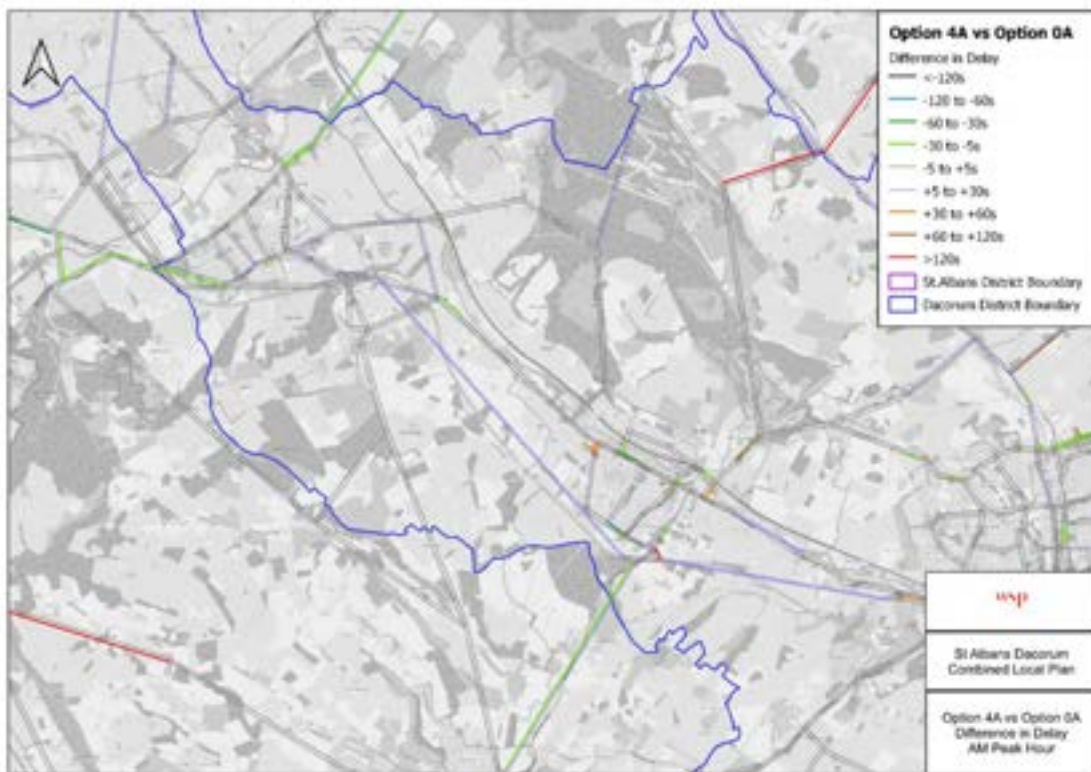 Option 4A vs Option 0A
Difference in Delay
<-120s
-120 to -60s
-60 to -30s
-30 to -5s
-5 to +5s
+5 to +30s
+30 to +60s
+60 to +120s
>120s
St.Albans District Boundary
Dacorum District Boundary
wsp
St Albans Dacorum
Combined Local Plan
Option 4A vs Option 0A
Difference in Delay
AM Peak Hour